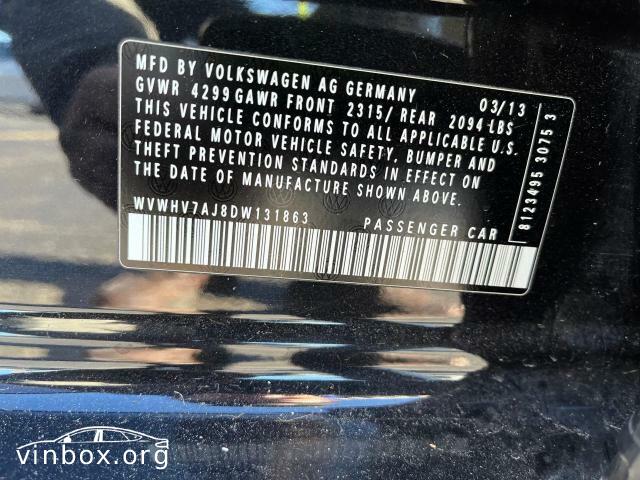 MFD BY VOLKSWAGEN AG GERMANY 03/13
GVWR 4299 GAWR FRONT 2315/ REAR 2094 LBS
THIS VEHICLE CONFORMS TO ALL APPLICABLE U.S.
FEDERAL MOTOR VEHICLE SAFETY, BUMPER AND
THEFT PREVENTION STANDARDS IN EFFECT ON
THE DATE OF MANUFACTURE SHOWN ABOVE.
WVWHV7AJ8DW131863 PASSENGER CAR
8123495 3075 3
vinbox.org